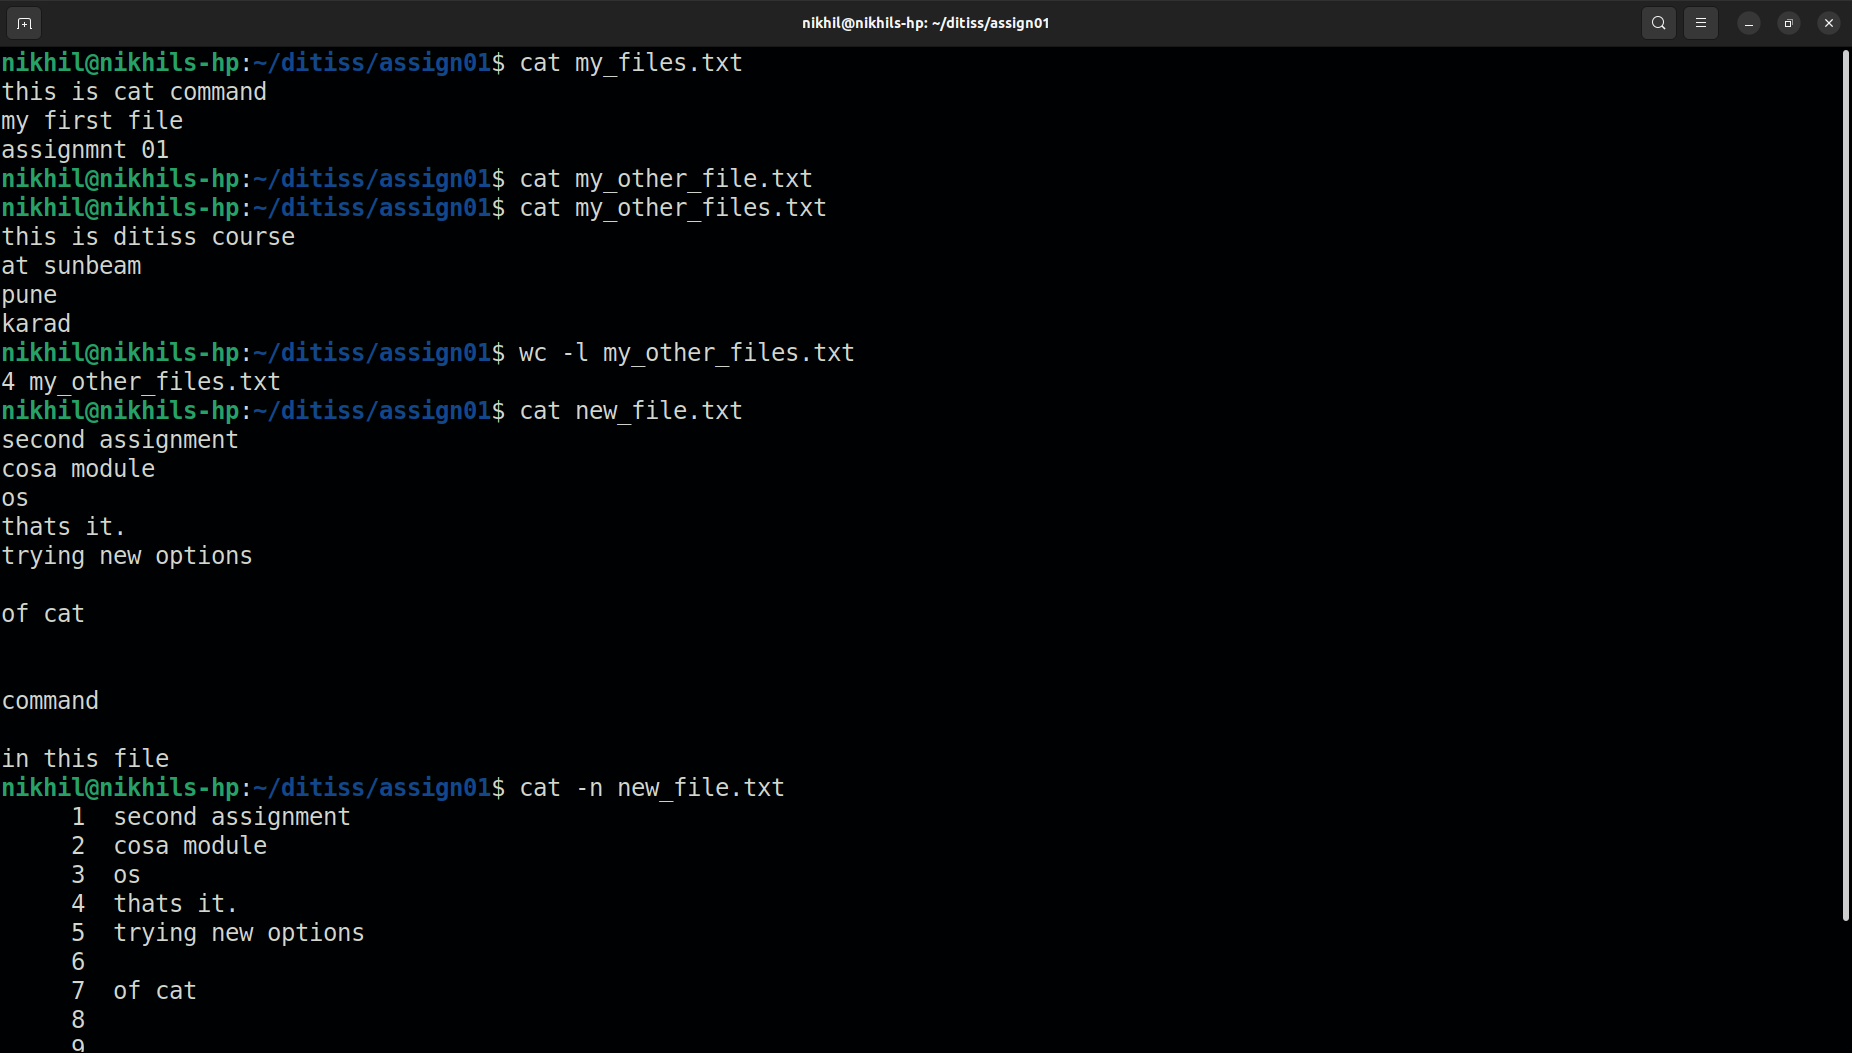 nikhil@nikhils-hp: ~/ditiss/assign01
nikhil@nikhils-hp:~/ditiss/assign01$ cat my_files.txt
this is cat command
my first file
assignmnt 01
nikhil@nikhils-hp:~/ditiss/assign01$ cat my_other_file.txt
nikhil@nikhils-hp:~/ditiss/assign01$ cat my_other_files.txt
this is ditiss course
at sunbeam
pune
karad
nikhil@nikhils-hp:~/ditiss/assign01$ wc -l my_other_files.txt
4 my_other_files.txt
nikhil@nikhils-hp:~/ditiss/assign01$ cat new_file.txt
second assignment
cosa module
os
thats it.
trying new options
of cat
command
in this file
nikhil@nikhils-hp:~/ditiss/assign01$ cat -n new_file.txt
1 second assignment
2 cosa module
3 os
4 thats it.
5 trying new options
6
7 of cat
8
9